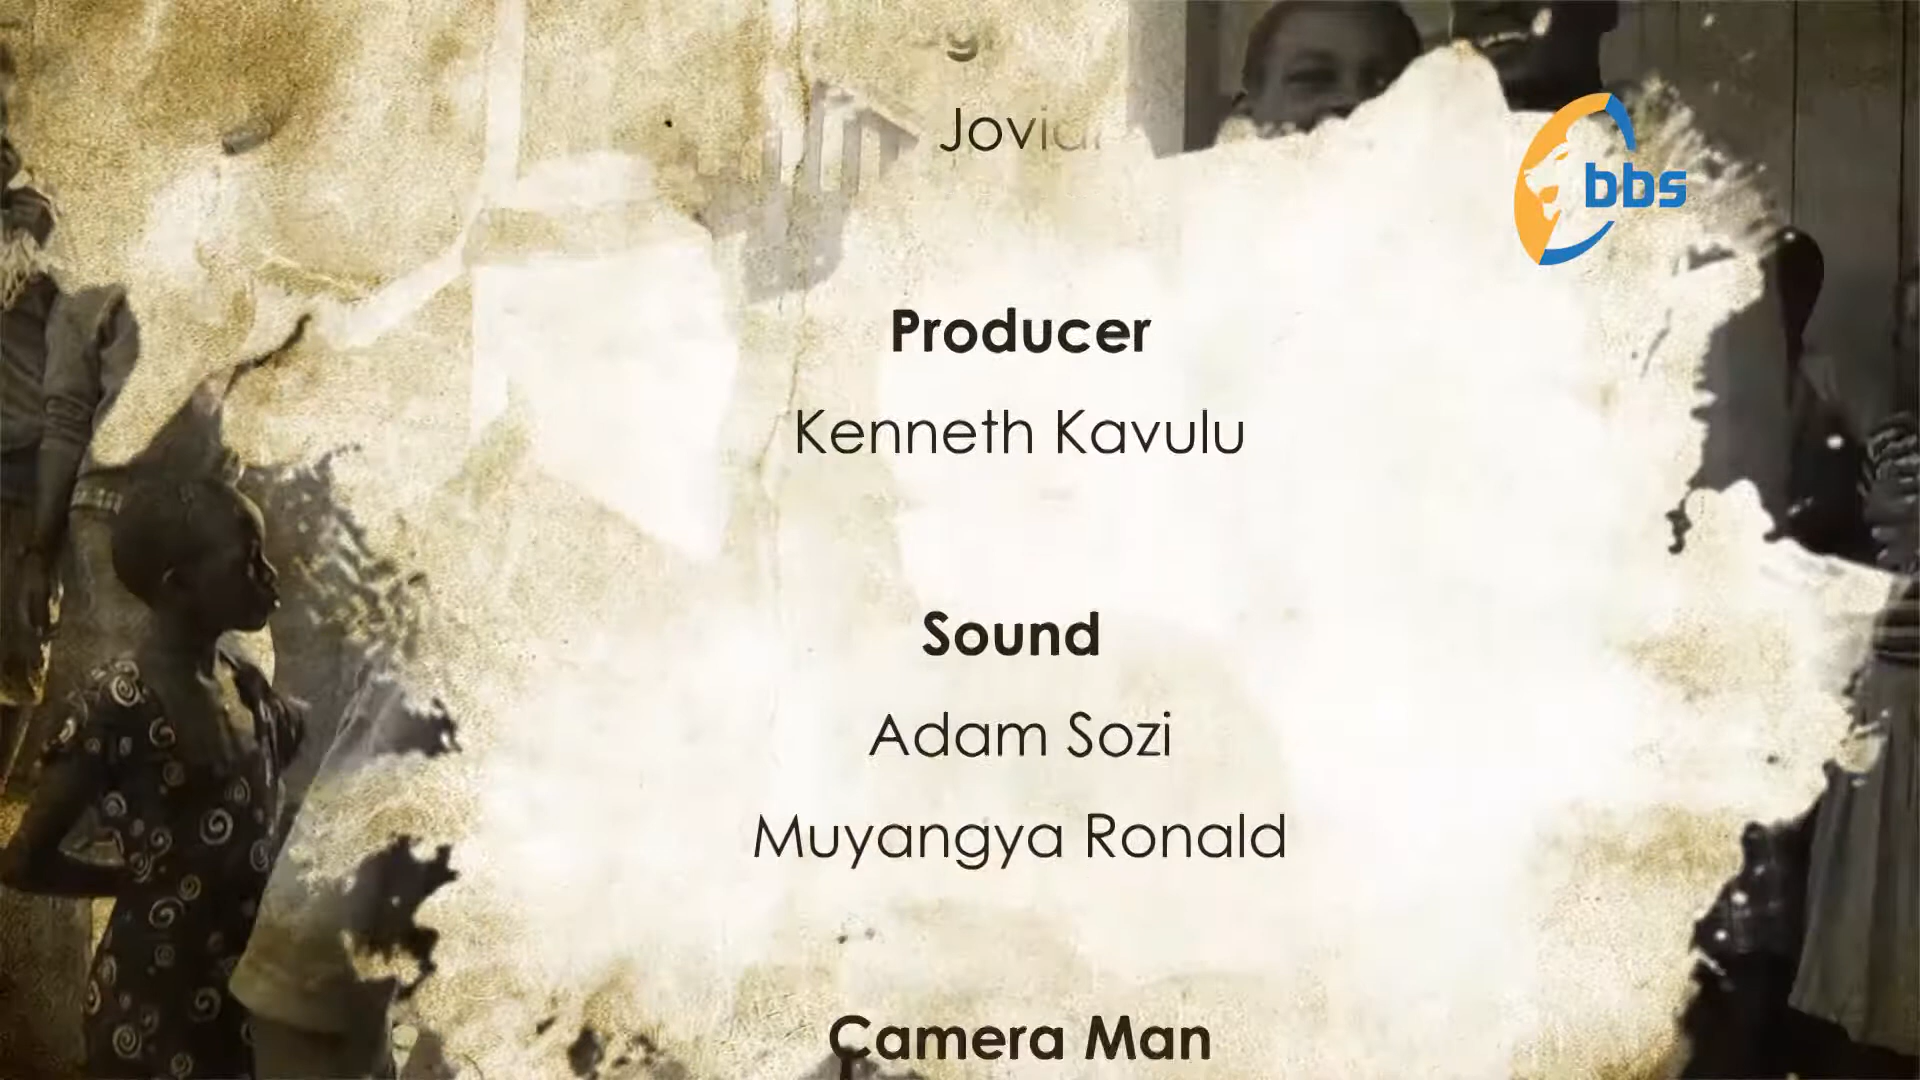 bbs
Producer
Kenneth Kavulu
Sound
Adam Sozi
Muyangya Ronald
Camera Man